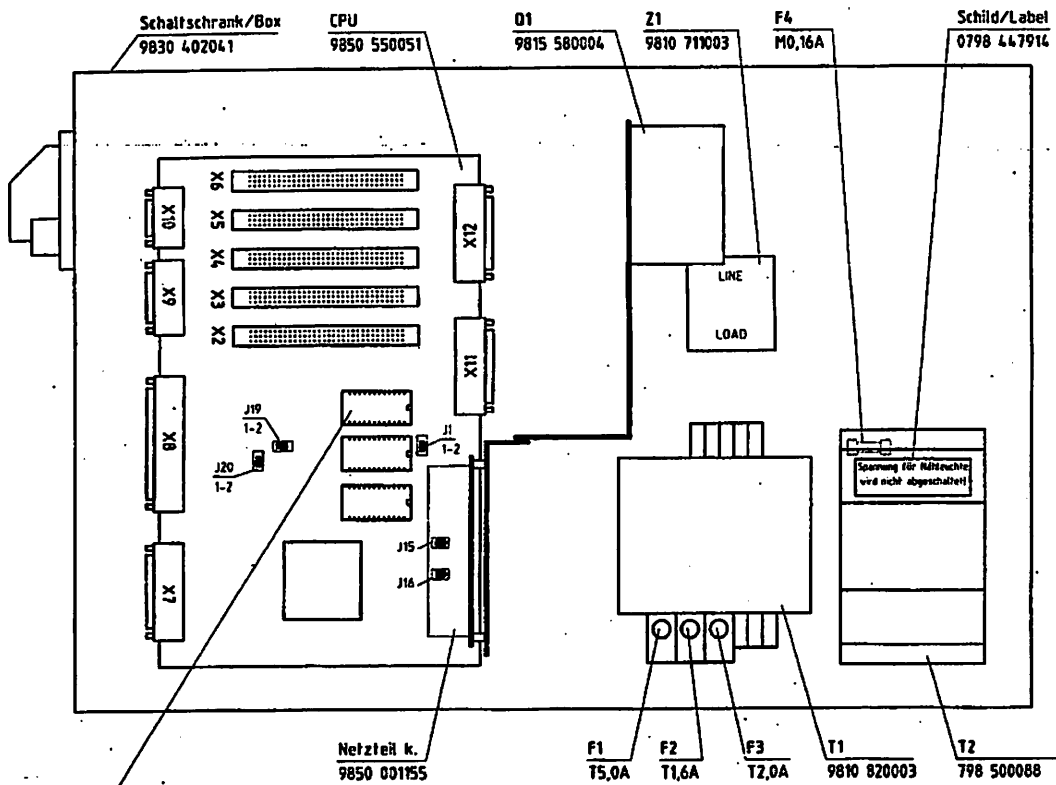 Schaltschrank/Box
9830 402041
CPU
9850 550051
01
9815 580004
Z1
9810 711003
F4
M0,16A
Schild/Label
0798 447914
X6
X5
X4
X3
X2
X10
X9
X8
X7
X12
X11
LINE
LOAD
J19
1-2
J20
1-2
J1
1-2
J15
J16
Spannung für Nähleuchte
wird nicht abgeschaltet!
Netzteil k.
9850 001155
F1
T5,0A
F2
T1,6A
F3
T2,0A
T1
9810 820003
T2
798 500088